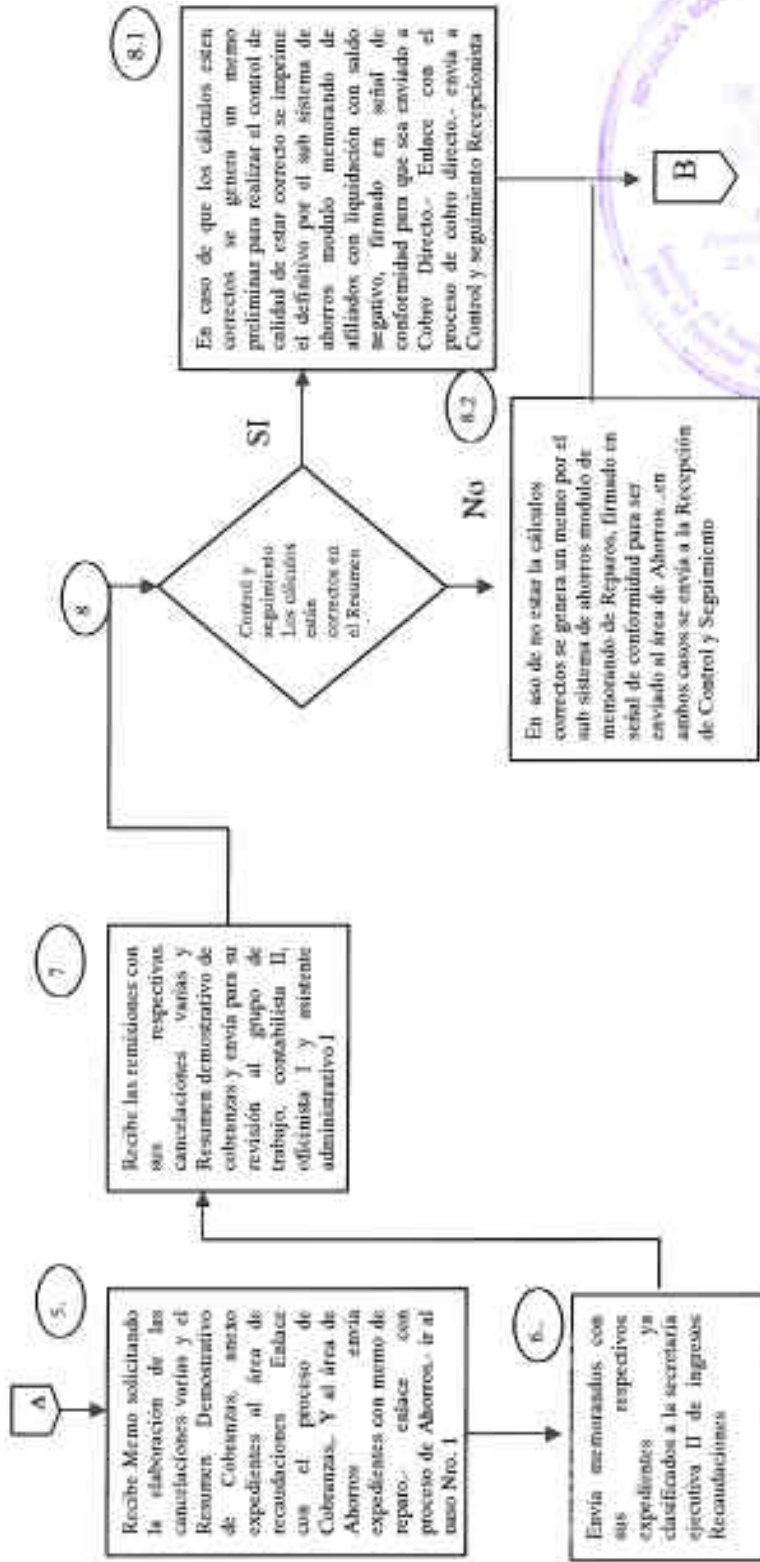 A
5.
Recibe Memo solicitando
la elaboración de las
cancelaciones varias y el
Resumen Demostrativo
de Cobranzas, anexo
expedientes al área de
recaudaciones Enlace
con el proceso de
Cobranzas,. Y al área de
Ahorros envía
expedientes con memo de
reparo.- enlace con
proceso de Ahorros.- ir al
paso Nro. 1
6..
Envía memorandos con
sus respectivos
expedientes ya
clasificados a la secretaria
ejecutiva II de ingresos
Recaudaciones
7
Recibe las remisiones con
sus respectivas
cancelaciones varias y
Resumen demostrativo de
cobranzas y envía para su
revisión al grupo de
trabajo, contabilista II,
oficinista I y asistente
administrativo I
8
Control y
seguimiento
Los cálculos
están
correctos en
el Resumen
SI
No
8.1
En caso de que los cálculos esten
correctos se genera un memo
preliminar para realizar el control de
calidad de estar correcto se imprime
el definitivo por el sub sistema de
ahorros modulo memorando de
afiliados con liquidación con saldo
negativo, firmado en señal de
conformidad para que sea enviado a
Cobro Directo.- Enlace con el
proceso de cobro directo.- envía a
Control y seguimiento Recepcionista
8.2
En aso de no estar la cálculos
correctos se genera un memo por el
sub sistema de ahorros modulo de
memorando de Reparos, firmado en
señal de conformidad para ser
enviado al área de Ahorros..en
ambos casos se envía a la Recepción
de Control y Seguimiento
B